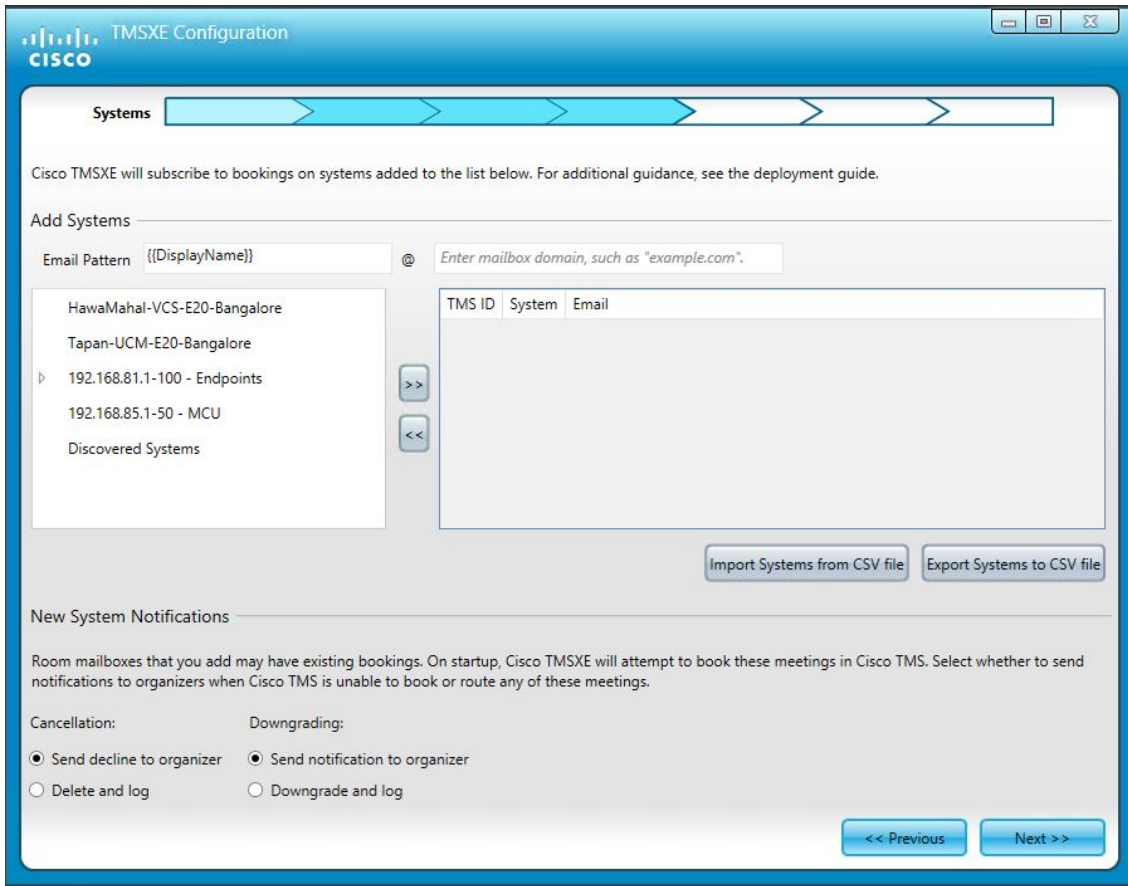 TMSXE Configuration
CISCO
Systems
Cisco TMSXE will subscribe to bookings on systems added to the list below. For additional guidance, see the deployment guide.
Add Systems
Email Pattern {{DisplayName}} @ Enter mailbox domain, such as "example.com".
HawaMahal-VCS-E20-Bangalore
Tapan-UCM-E20-Bangalore
192.168.81.1-100 - Endpoints
192.168.85.1-50 - MCU
Discovered Systems
>>
<<
TMS ID System Email
Import Systems from CSV file Export Systems to CSV file
New System Notifications
Room mailboxes that you add may have existing bookings. On startup, Cisco TMSXE will attempt to book these meetings in Cisco TMS. Select whether to send
notifications to organizers when Cisco TMS is unable to book or route any of these meetings.
Cancellation: Downgrading:
Send decline to organizer Send notification to organizer
Delete and log Downgrade and log
<< Previous Next >>